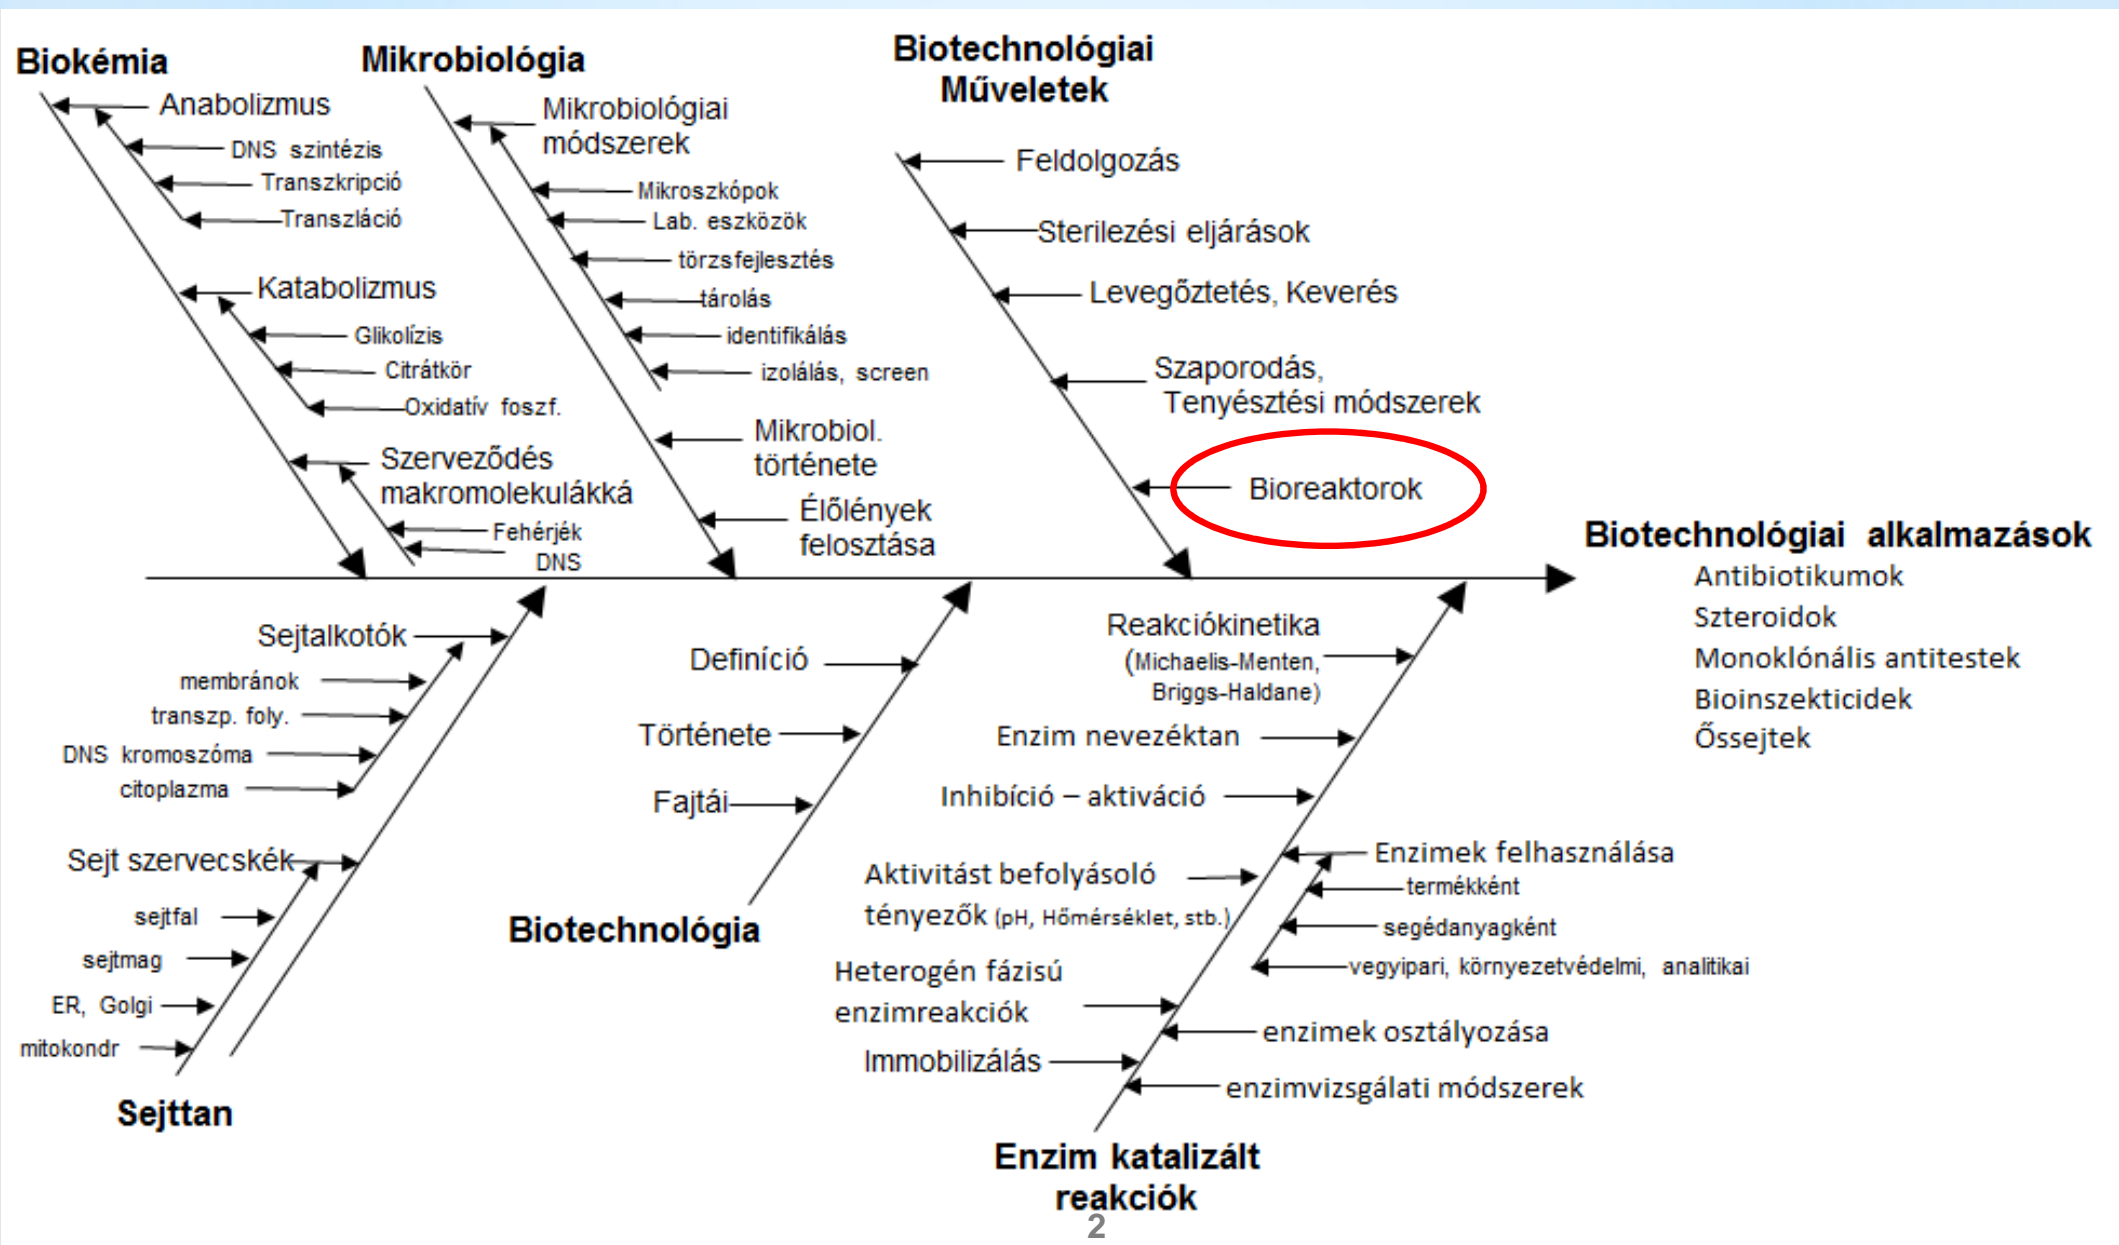 Biokémia
Anabolizmus
DNS szintézis
Transzkripció
Transzláció
Katabolizmus
Glikolízis
Citrátkör
Oxidatív foszf.
Szerveződés
makromolekulákká
Fehérjék
DNS
Mikrobiológia
Mikrobiológiai
módszerek
Mikroszkópok
Lab. eszközök
törzsfejlesztés
tárolás
identifikálás
izolálás, screen
Mikrobiol.
története
Élőlények
felosztása
Biotechnológiai
Műveletek
Feldolgozás
Sterilezési eljárások
Levegőztetés, Keverés
Szaporodás,
Tenyésztési módszerek
Bioreaktorok
Biotechnológiai alkalmazások
Antibiotikumok
Szteroidok
Monoklónális antitestek
Bioinszekticidek
Őssejtek
Sejtalkotók
membránok
transzp. foly.
DNS kromoszóma
citoplazma
Sejt szervecskék
sejtfal
sejtmag
ER, Golgi
mitokondr
Sejttan
Definíció
Története
Fajtái
Biotechnológia
Reakciókinetika
(Michaelis-Menten,
Briggs-Haldane)
Enzim nevezéktan
Inhibíció – aktiváció
Aktivitást befolyásoló
tényezők (pH, Hőmérséklet, stb.)
Heterogén fázisú
enzimreakciók
Immobilizálás
Enzimek felhasználása
termékként
segédanyagként
vegyipari, környezetvédelmi, analitikai
enzimek osztályozása
enzimvizsgálati módszerek
Enzim katalizált
reakciók
2